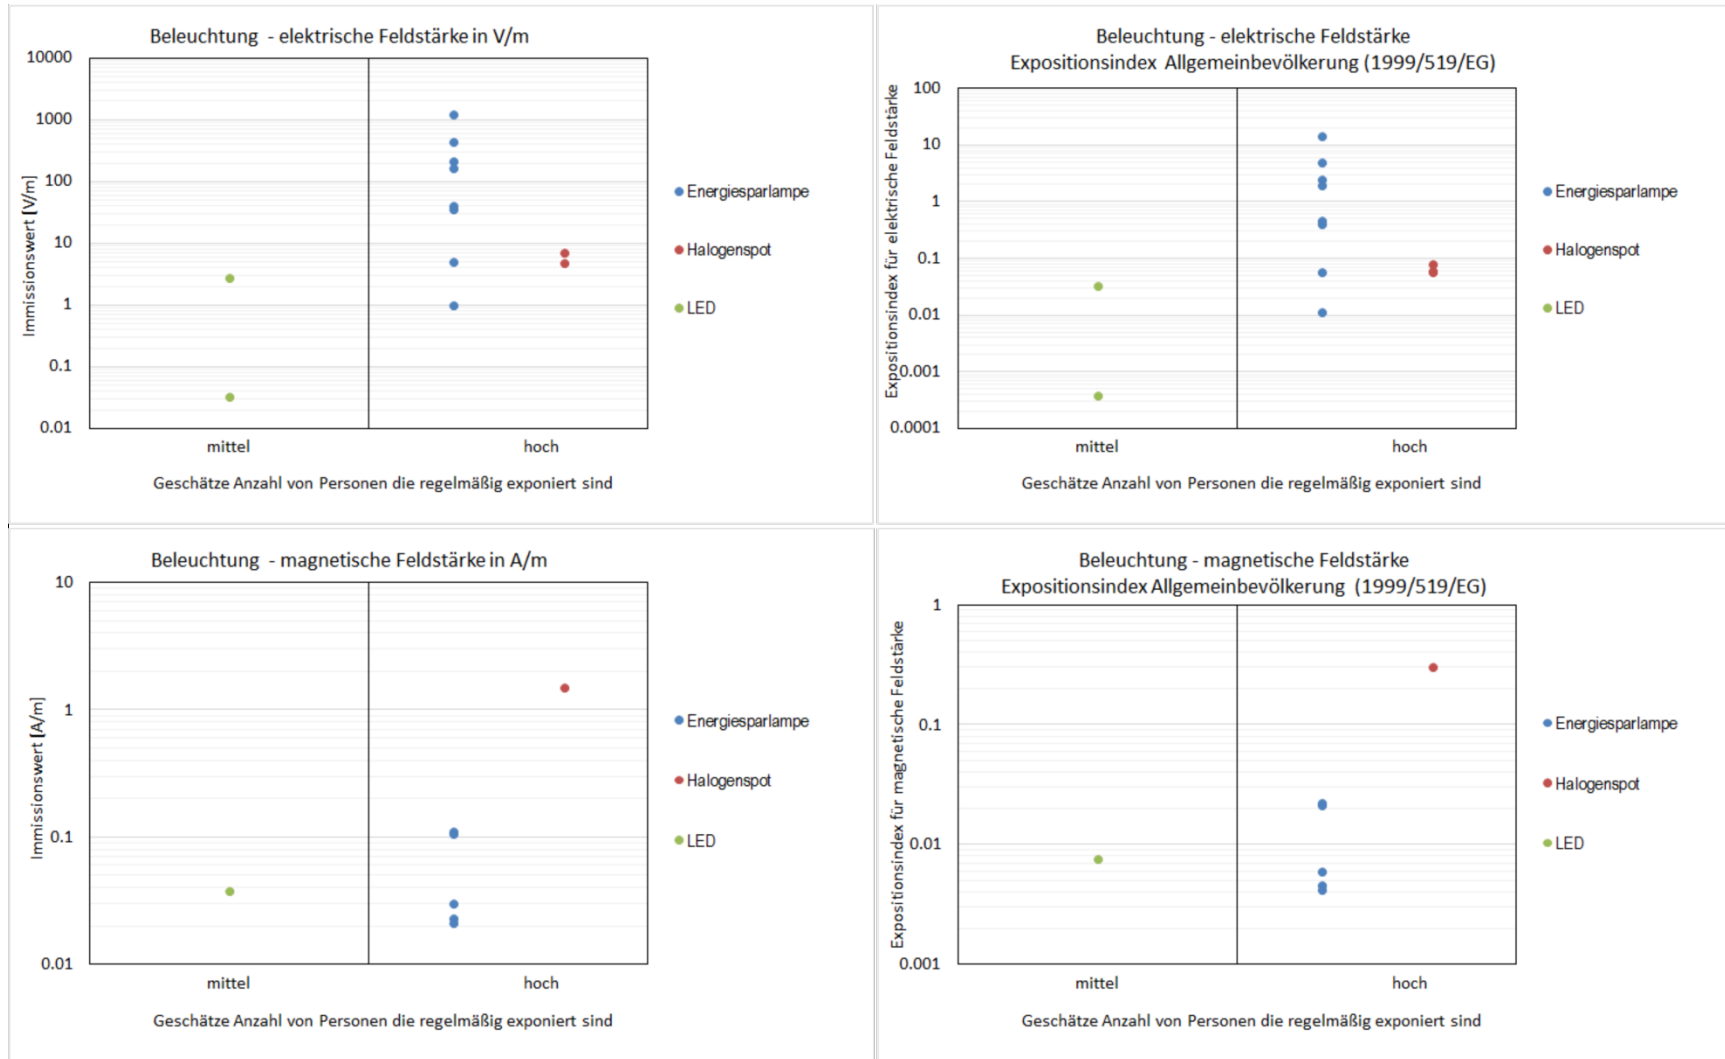 Beleuchtung - elektrische Feldstärke in V/m
10000
1000
100
10
1
0.1
0.01
Immissionswert [V/m]
mittel
hoch
Geschätze Anzahl von Personen die regelmäßig exponiert sind
Energiesparlampe
Halogenspot
LED
Beleuchtung - elektrische Feldstärke
Expositionsindex Allgemeinbevölkerung (1999/519/EG)
100
10
1
0.1
0.01
0.001
0.0001
Expositionsindex für elektrische Feldstärke
mittel
hoch
Geschätze Anzahl von Personen die regelmäßig exponiert sind
Energiesparlampe
Halogenspot
LED
Beleuchtung - magnetische Feldstärke in A/m
10
1
0.1
0.01
Immissionswert [A/m]
mittel
hoch
Geschätze Anzahl von Personen die regelmäßig exponiert sind
Energiesparlampe
Halogenspot
LED
Beleuchtung - magnetische Feldstärke
Expositionsindex Allgemeinbevölkerung (1999/519/EG)
1
0.1
0.01
0.001
Expositionsindex für magnetische Feldstärke
mittel
hoch
Geschätze Anzahl von Personen die regelmäßig exponiert sind
Energiesparlampe
Halogenspot
LED